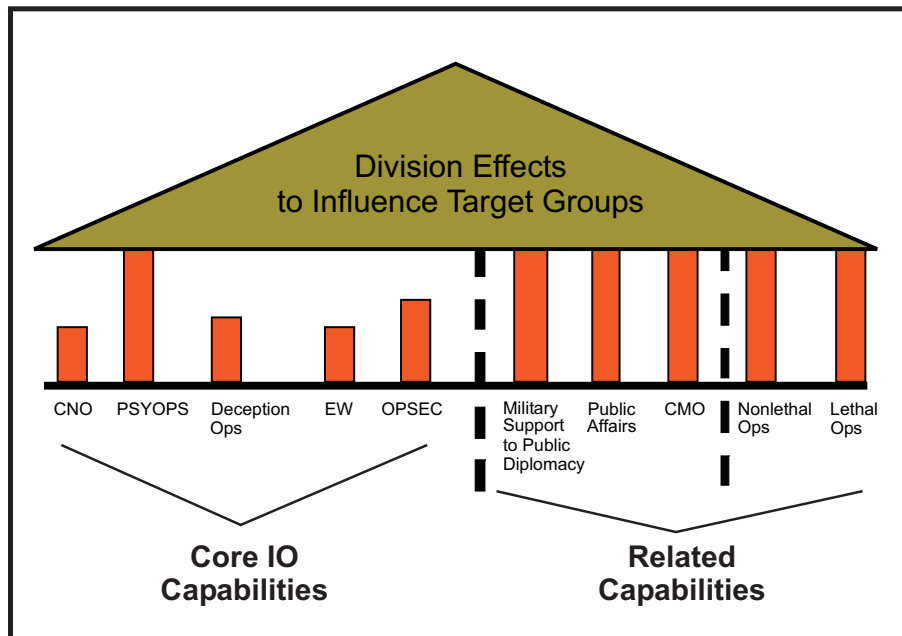 Division Effects
to Influence Target Groups
CNO
PSYOPS
Deception
Ops
EW
OPSEC
Military
Support
to Public
Diplomacy
Public
Affairs
CMO
Nonlethal
Ops
Lethal
Ops
Core IO
Capabilities
Related
Capabilities